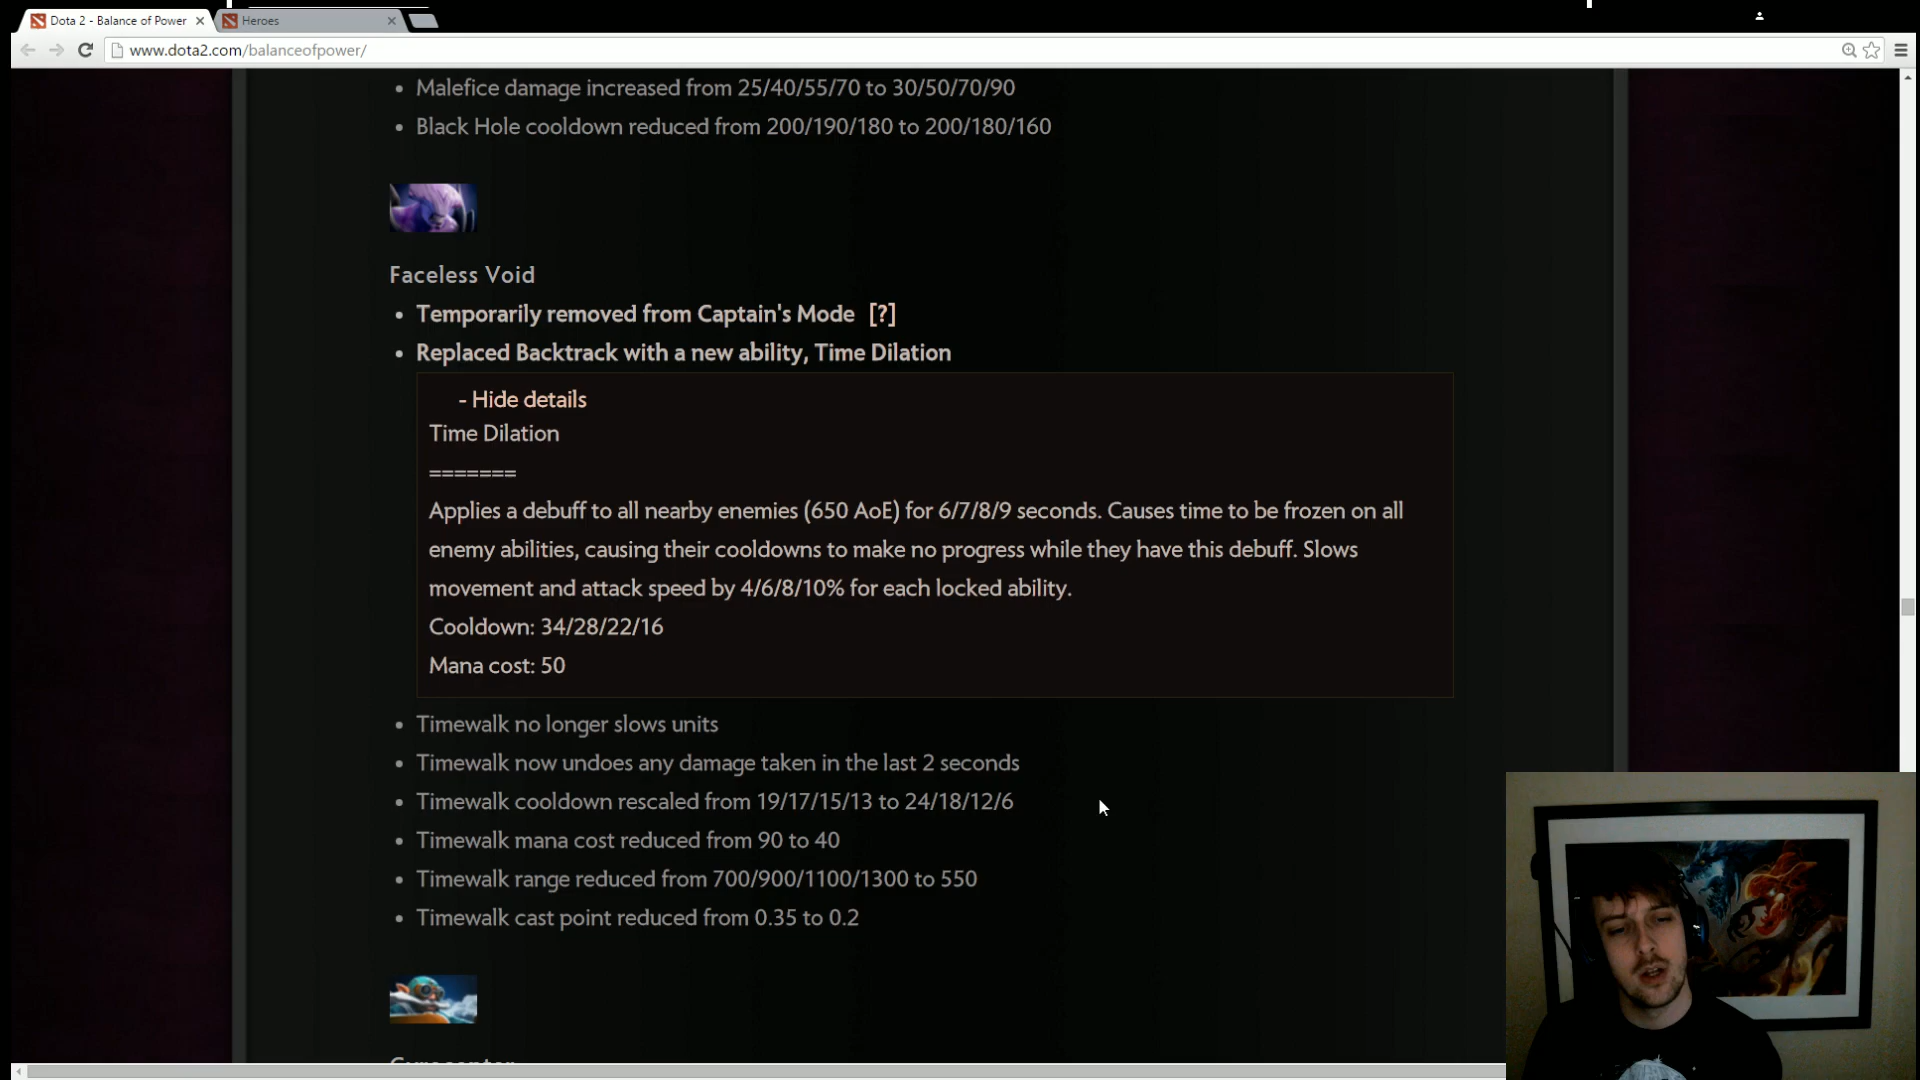 Dota 2 - Balance of Power
Heroes
www.dota2.com/balanceofpower/
• Malefice damage increased from 25/40/55/70 to 30/50/70/90
• Black Hole cooldown reduced from 200/190/180 to 200/180/160
Faceless Void
• Temporarily removed from Captain's Mode [?]
• Replaced Backtrack with a new ability, Time Dilation
- Hide details
Time Dilation
=======
Applies a debuff to all nearby enemies (650 AoE) for 6/7/8/9 seconds. Causes time to be frozen on all
enemy abilities, causing their cooldowns to make no progress while they have this debuff. Slows
movement and attack speed by 4/6/8/10% for each locked ability.
Cooldown: 34/28/22/16
Mana cost: 50
• Timewalk no longer slows units
• Timewalk now undoes any damage taken in the last 2 seconds
• Timewalk cooldown rescaled from 19/17/15/13 to 24/18/12/6
• Timewalk mana cost reduced from 90 to 40
• Timewalk range reduced from 700/900/1100/1300 to 550
• Timewalk cast point reduced from 0.35 to 0.2